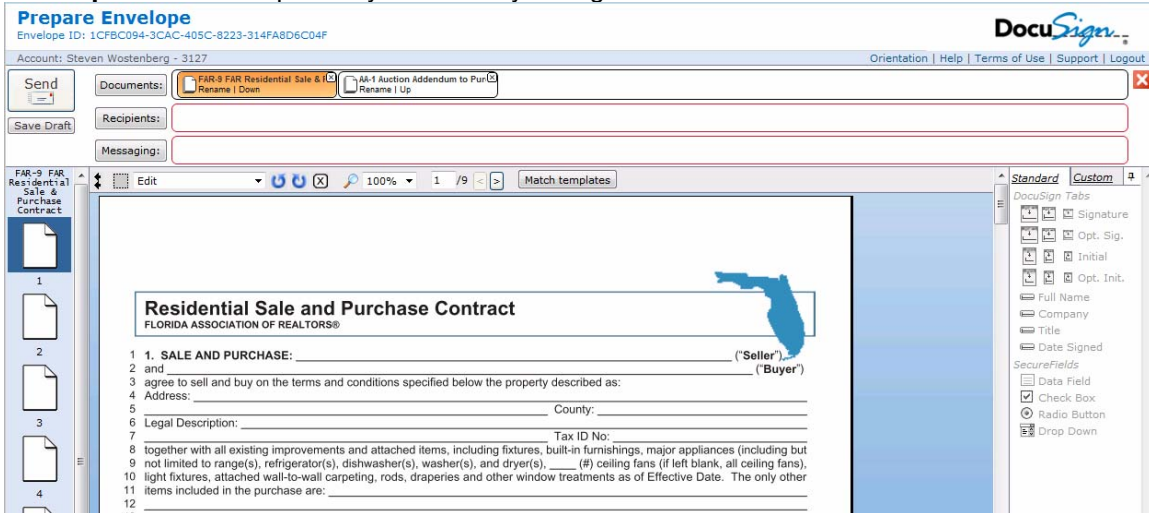 Prepare Envelope
Envelope ID: 1CFBC094-3CAC-405C-8223-314FA8D6C04F
DocuSign
Account: Steven Wostenberg - 3127
Orientation | Help | Terms of Use | Support | Logout
Send
Save Draft
Documents:
FAR-9 FAR Residential Sale &
Rename | Down
AA-1 Auction Addendum to Pur
Rename | Up
Recipients:
Messaging:
FAR-9 FAR
Residential
Sale &
Purchase
Contract
1
2
3
4
Edit 100% 1 /9 < > Match templates
Residential Sale and Purchase Contract
FLORIDA ASSOCIATION OF REALTORS®
1 1. SALE AND PURCHASE: ("Seller")
2 and ("Buyer")
3 agree to sell and buy on the terms and conditions specified below the property described as:
4 Address:
5 County:
6 Legal Description:
7 Tax ID No:
8 together with all existing improvements and attached items, including fixtures, built-in furnishings, major appliances (including but
9 not limited to range(s), refrigerator(s), dishwasher(s), washer(s), and dryer(s), ____ (#) ceiling fans (if left blank, all ceiling fans),
10 light fixtures, attached wall-to-wall carpeting, rods, draperies and other window treatments as of Effective Date. The only other
11 items included in the purchase are:
12
Standard Custom
DocuSign Tabs
Signature
Opt. Sig.
Initial
Opt. Init.
Full Name
Company
Title
Date Signed
SecureFields
Data Field
Check Box
Radio Button
Drop Down